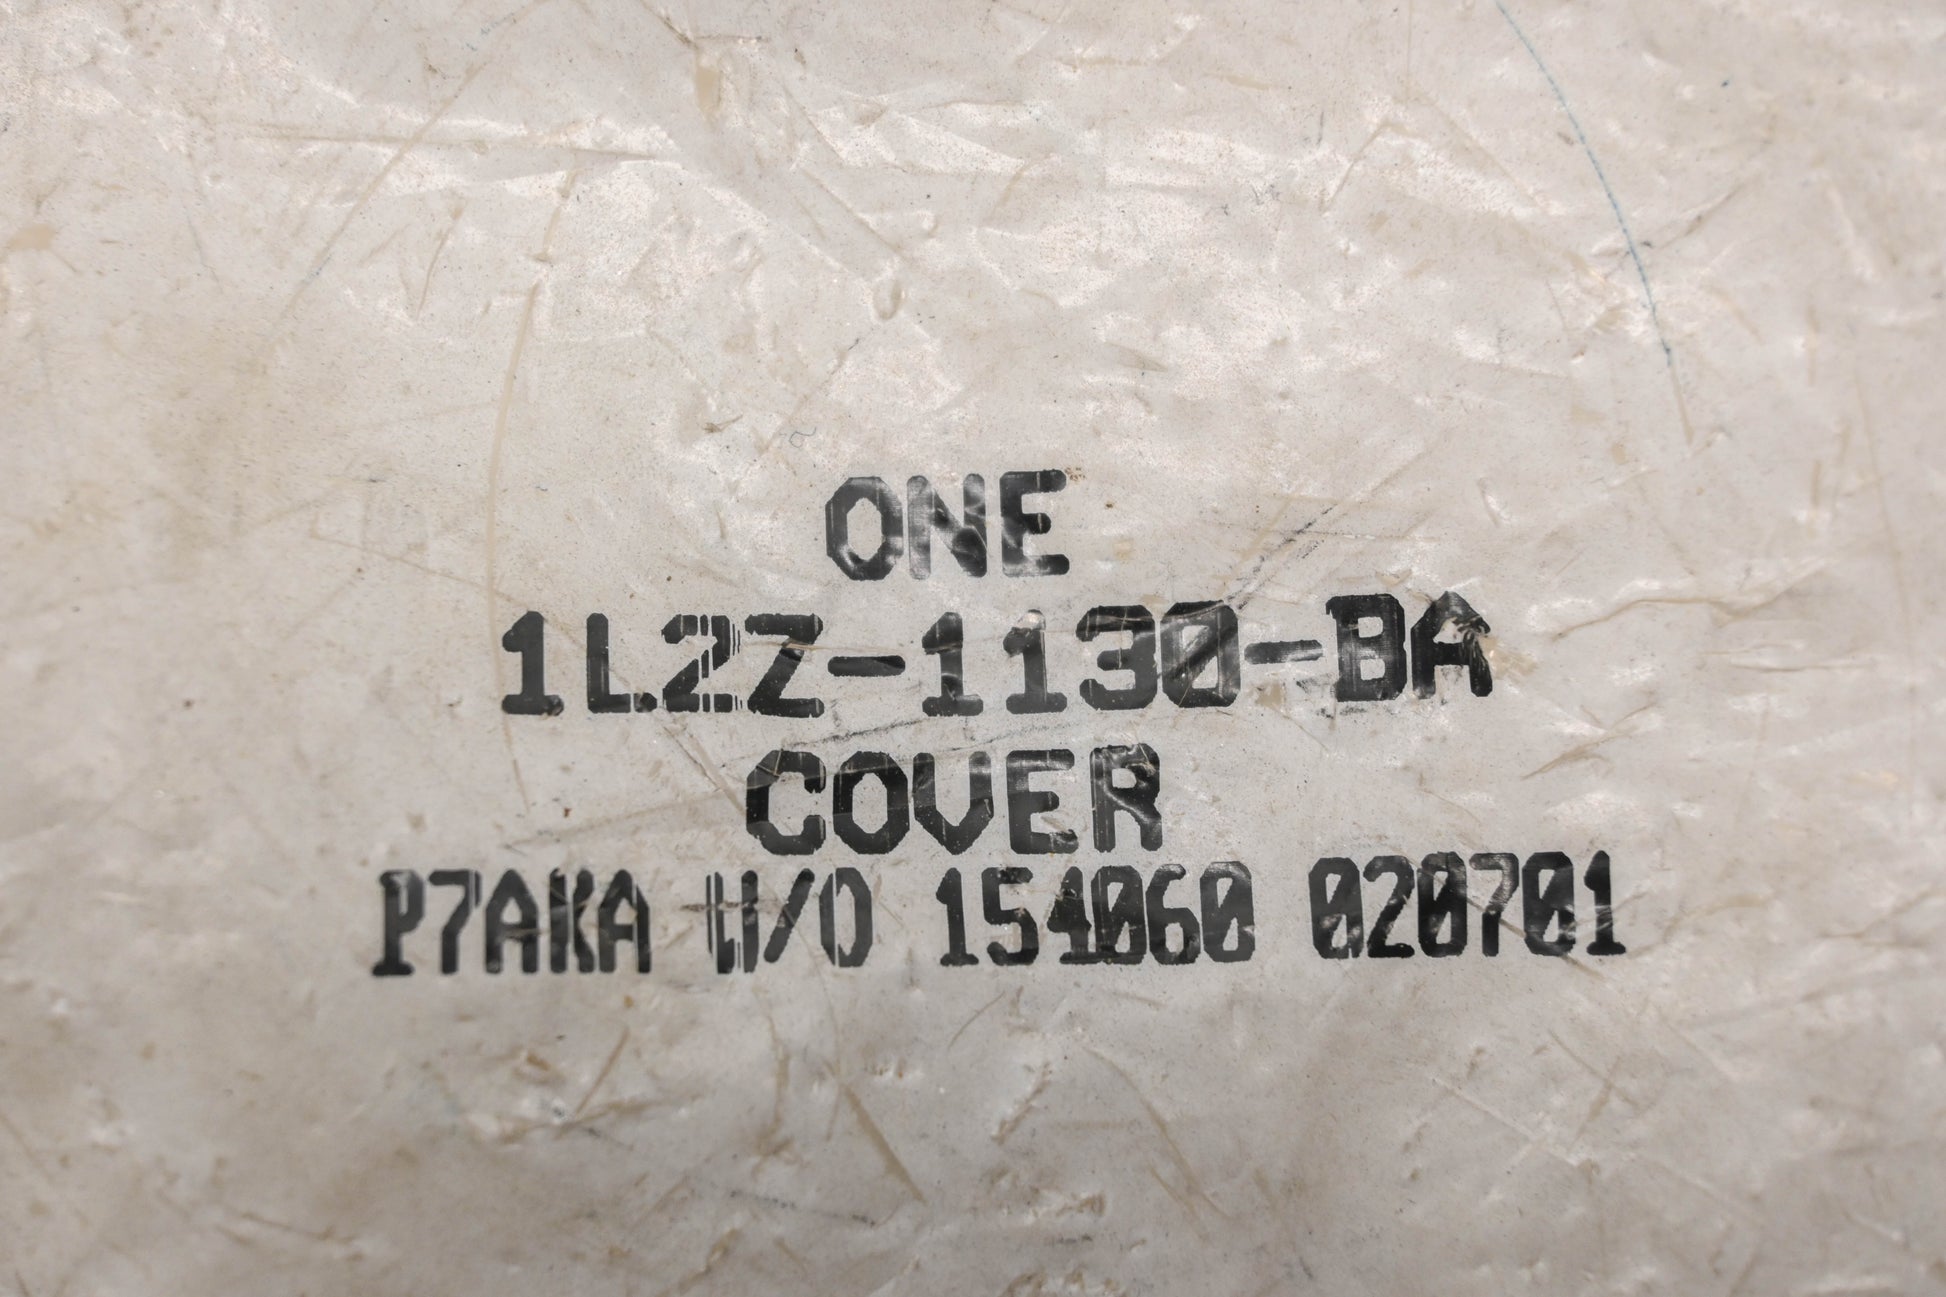 ONE
1L2Z-1130-BA
COVER
P7AKA W/O 154060 020701